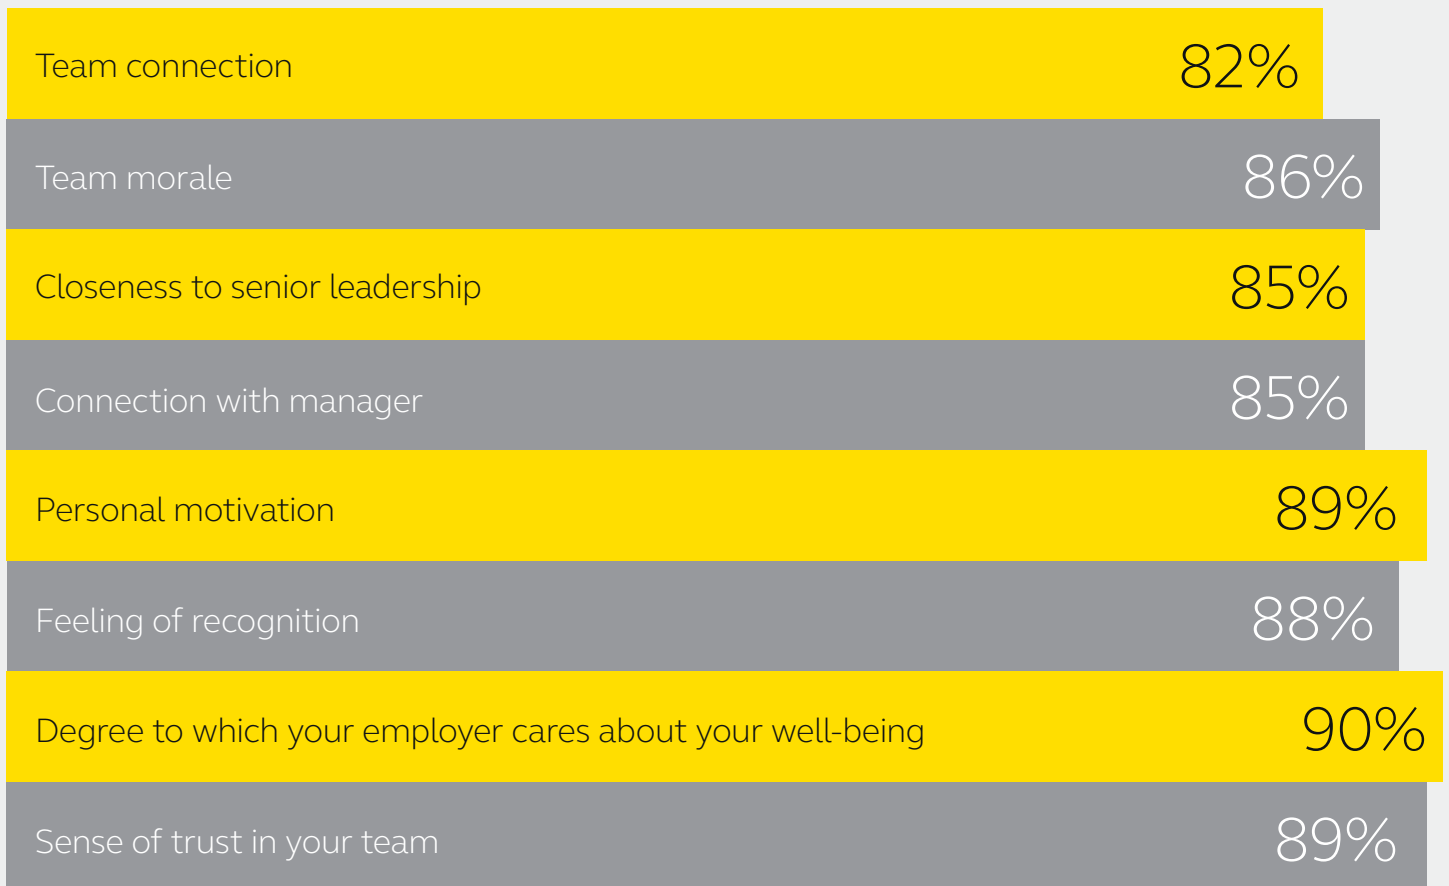 Team connection 82%
Team morale 86%
Closeness to senior leadership 85%
Connection with manager 85%
Personal motivation 89%
Feeling of recognition 88%
Degree to which your employer cares about your well-being 90%
Sense of trust in your team 89%